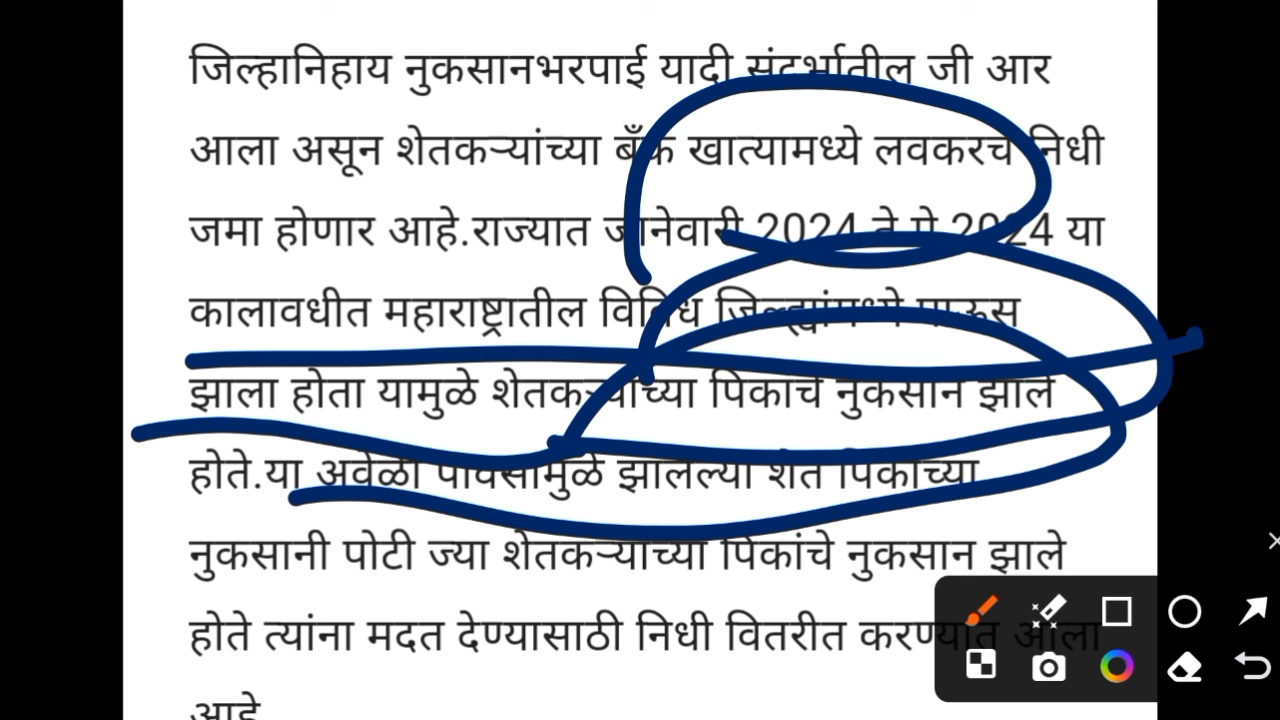 जिल्हानिहाय नुकसानभरपाई यादी संदर्भातील जी आर
आला असून शेतकऱ्यांच्या बँक खात्यामध्ये लवकरच निधी
जमा होणार आहे.राज्यात जानेवारी 2024 ते मे 2024 या
कालावधीत महाराष्ट्रातील विविध जिल्ह्यांमध्ये पाऊस
झाला होता यामुळे शेतकऱ्यांच्या पिकाचे नुकसान झाले
होते.या अवेळी पावसामुळे झालेल्या शेत पिकाच्या
नुकसानी पोटी ज्या शेतकऱ्यांच्या पिकांचे नुकसान झाले
होते त्यांना मदत देण्यासाठी निधी वितरीत करण्यात आला
आहे